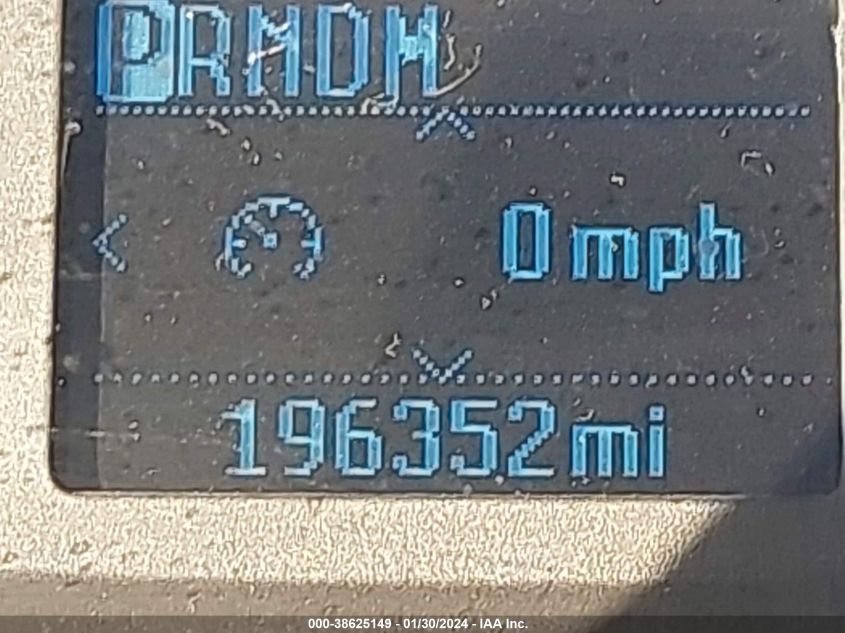 PRNDM
0 mph
196352mi
000-38625149 - 01/30/2024 - IAA Inc.